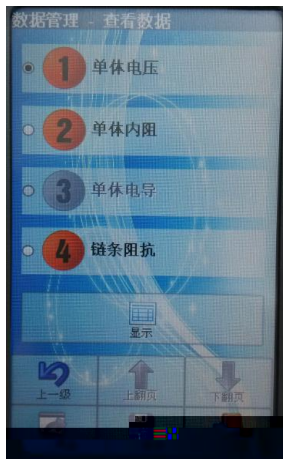 数据管理 - 查看数据
1 单体电压
2 单体内阻
3 单体电导
4 链条阻抗
显示
上一级 上翻页 下翻页